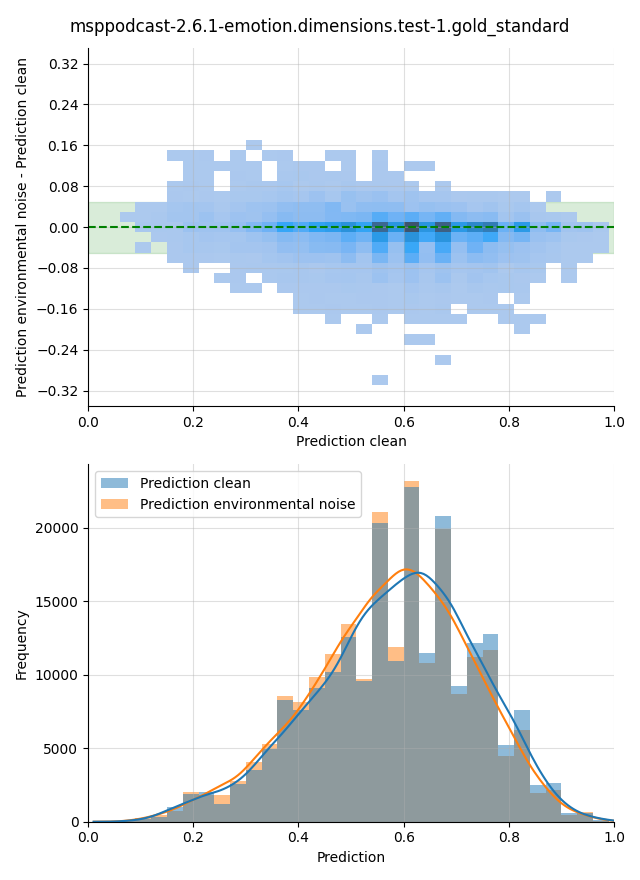 msppodcast-2.6.1-emotion.dimensions.test-1.gold_standard
Prediction environmental noise - Prediction clean
0.32
0.24
0.16
0.08
0.00
−0.08
−0.16
−0.24
−0.32
0.0 0.2 0.4 0.6 0.8 1.0
Prediction clean
Prediction clean
Prediction environmental noise
Frequency
20000
15000
10000
5000
0
0.0 0.2 0.4 0.6 0.8 1.0
Prediction